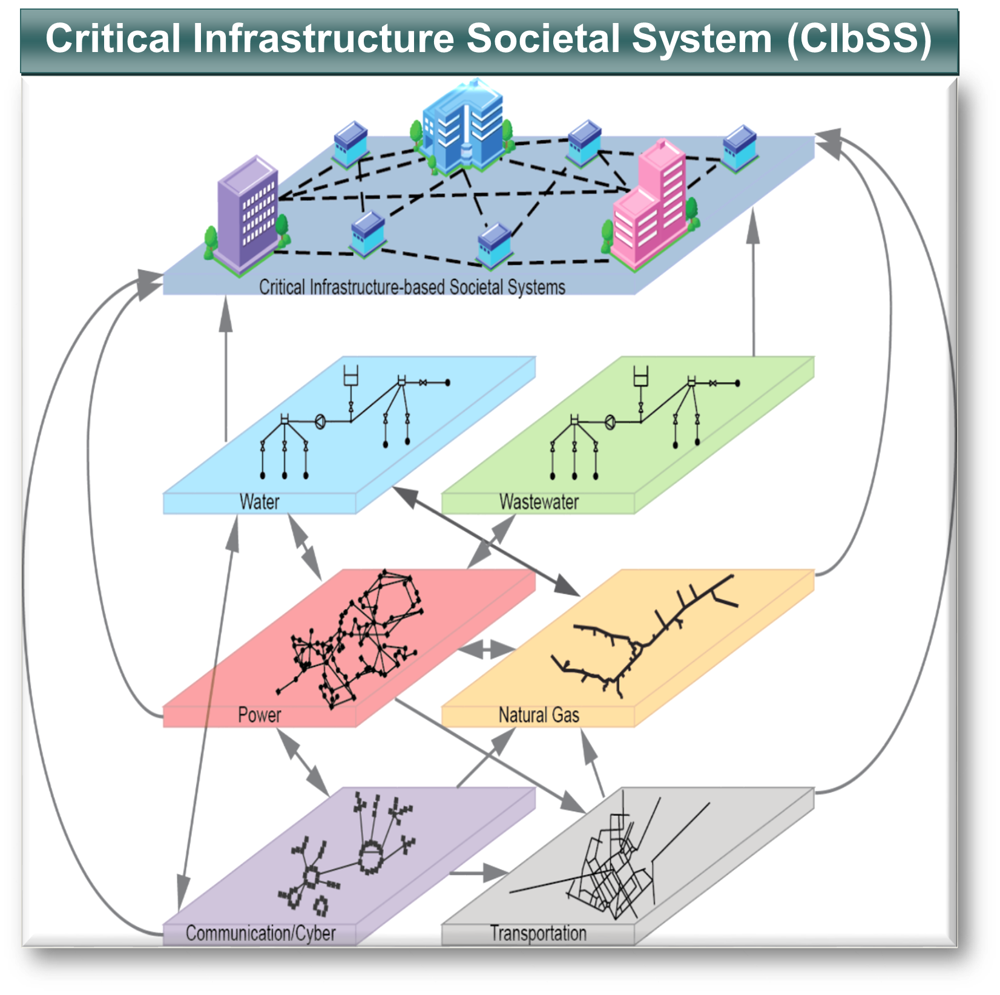 Critical Infrastructure Societal System (CIbSS)
Critical Infrastructure-based Societal Systems
Water
Wastewater
Power
Natural Gas
Communication/Cyber
Transportation